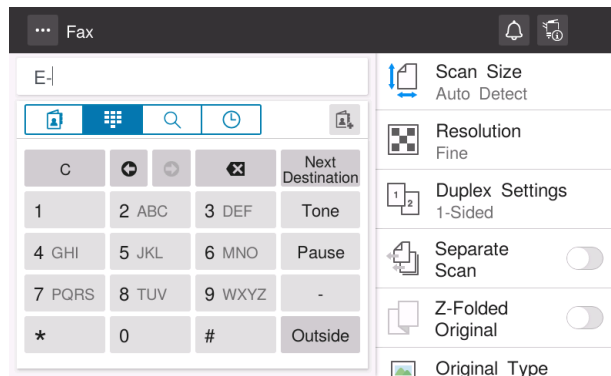 Fax
E-
C
Next
Destination
1
2 ABC
3 DEF
Tone
4 GHI
5 JKL
6 MNO
Pause
7 PQRS
8 TUV
9 WXYZ
-
*
0
#
Outside
Scan Size
Auto Detect
Resolution
Fine
1 2
Duplex Settings
1-Sided
Separate
Scan
Z-Folded
Original
Original Type